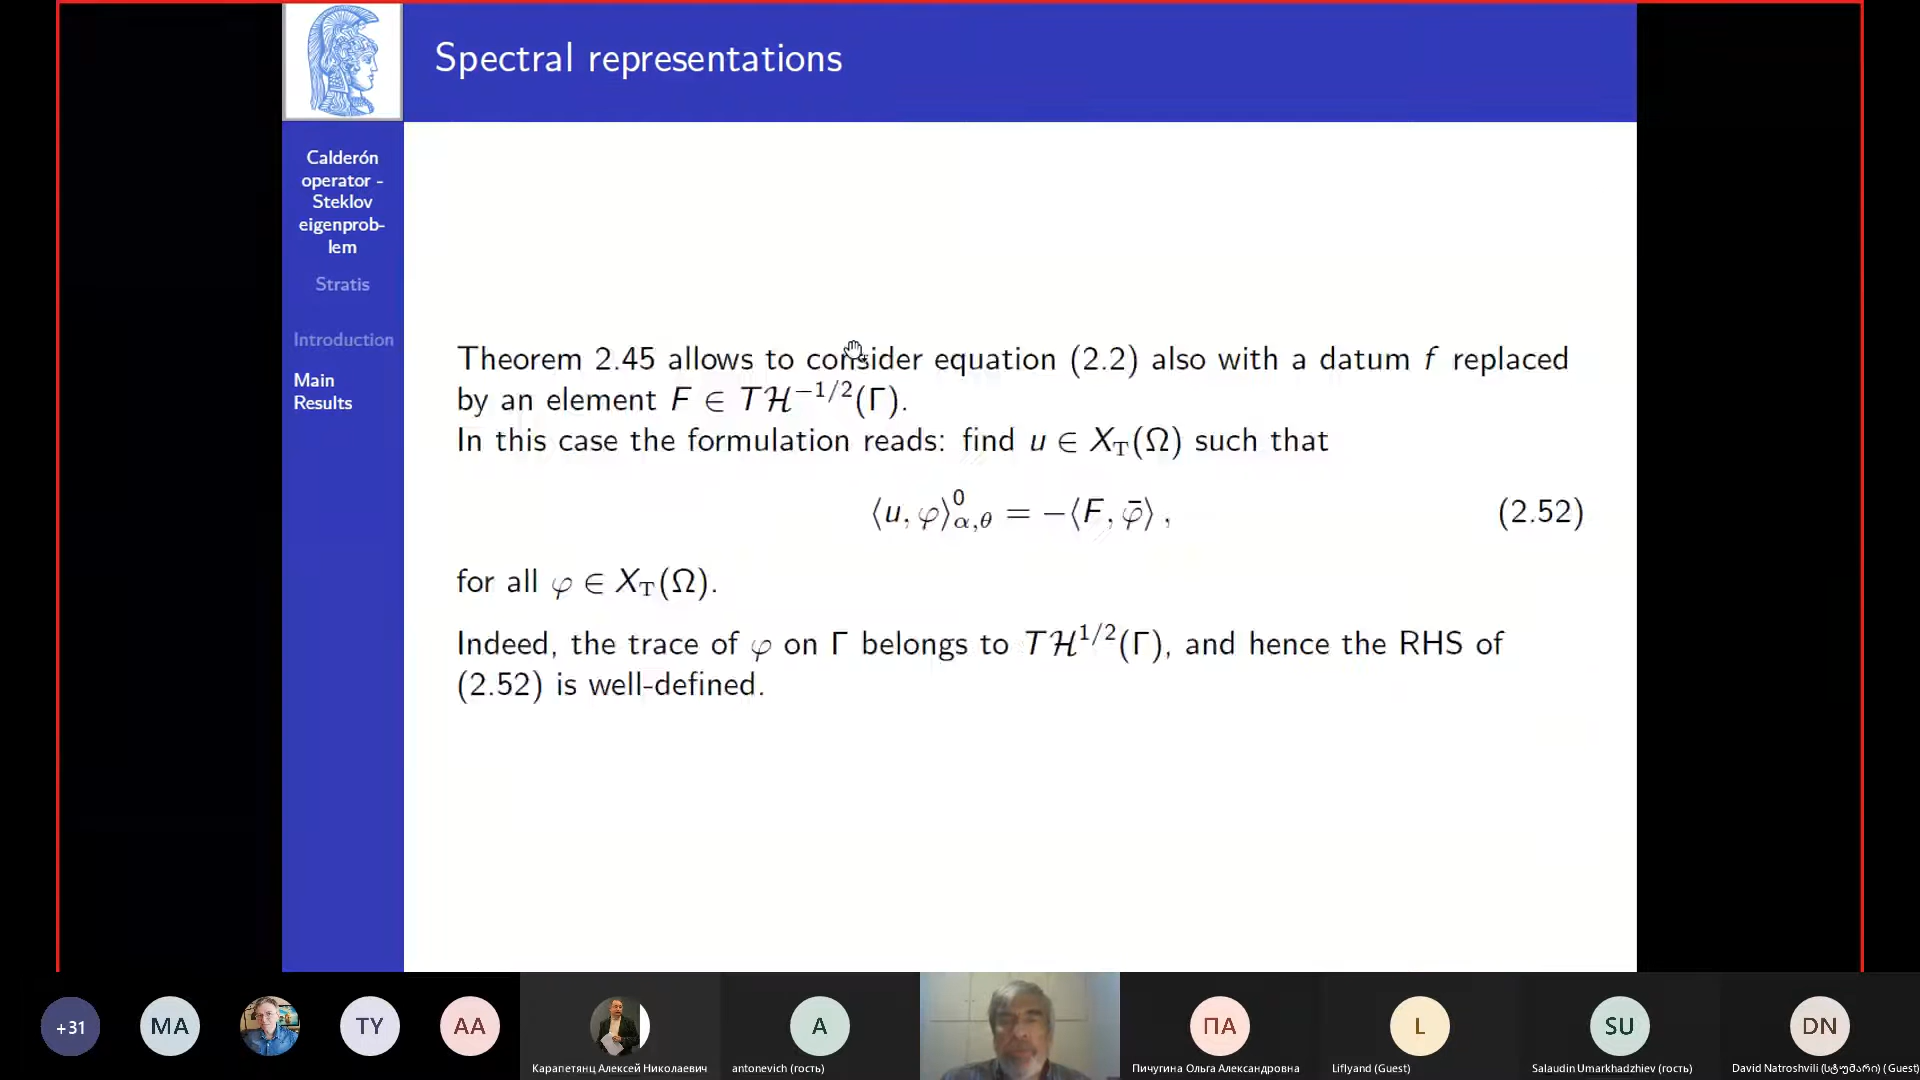 Spectral representations
Calderón
operator -
Steklov
eigenprob-
lem
Stratis
Introduction
Main
Results
Theorem 2.45 allows to consider equation (2.2) also with a datum f replaced
by an element F ∈ TH^{−1/2}(Γ).
In this case the formulation reads: find u ∈ X_T(Ω) such that
⟨u, φ⟩^0_{α,θ} = −⟨F, φ̄⟩ , (2.52)
for all φ ∈ X_T(Ω).
Indeed, the trace of φ on Γ belongs to TH^{1/2}(Γ), and hence the RHS of
(2.52) is well-defined.
+31
MA
TY
AA
A
ПА
L
SU
DN
Карапетянц Алексей Николаевич
antonevich (гость)
Пичугина Ольга Александровна
Liflyand (Guest)
Salaudin Umarkhadzhiev (гость)
David Natroshvili (სტუმარი) (Guest)